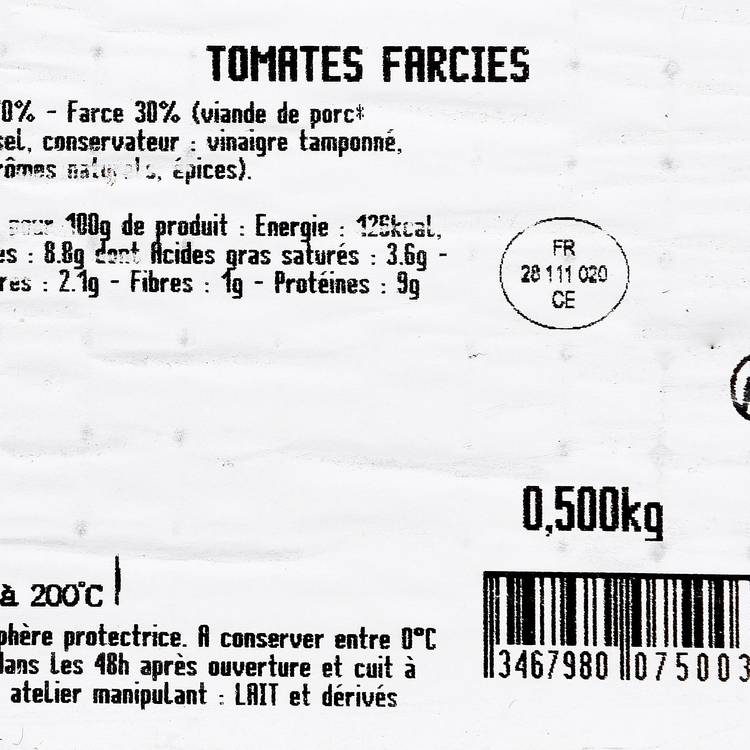 TOMATES FARCIES
0% - Farce 30% (viande de porc*
sel, conservateur : vinaigre tamponné,
rômes naturels, épices).
pour 100g de produit : Energie : 126kcal,
es : 8.8g dont Acides gras saturés : 3.6g -
res : 2.1g - Fibres : 1g - Protéines : 9g
FR
28 111 020
CE
0,500kg
à 200°C
phère protectrice. A conserver entre 0°C
dans les 48h après ouverture et cuit à
atelier manipulant : LAIT et dérivés
3467980 075003